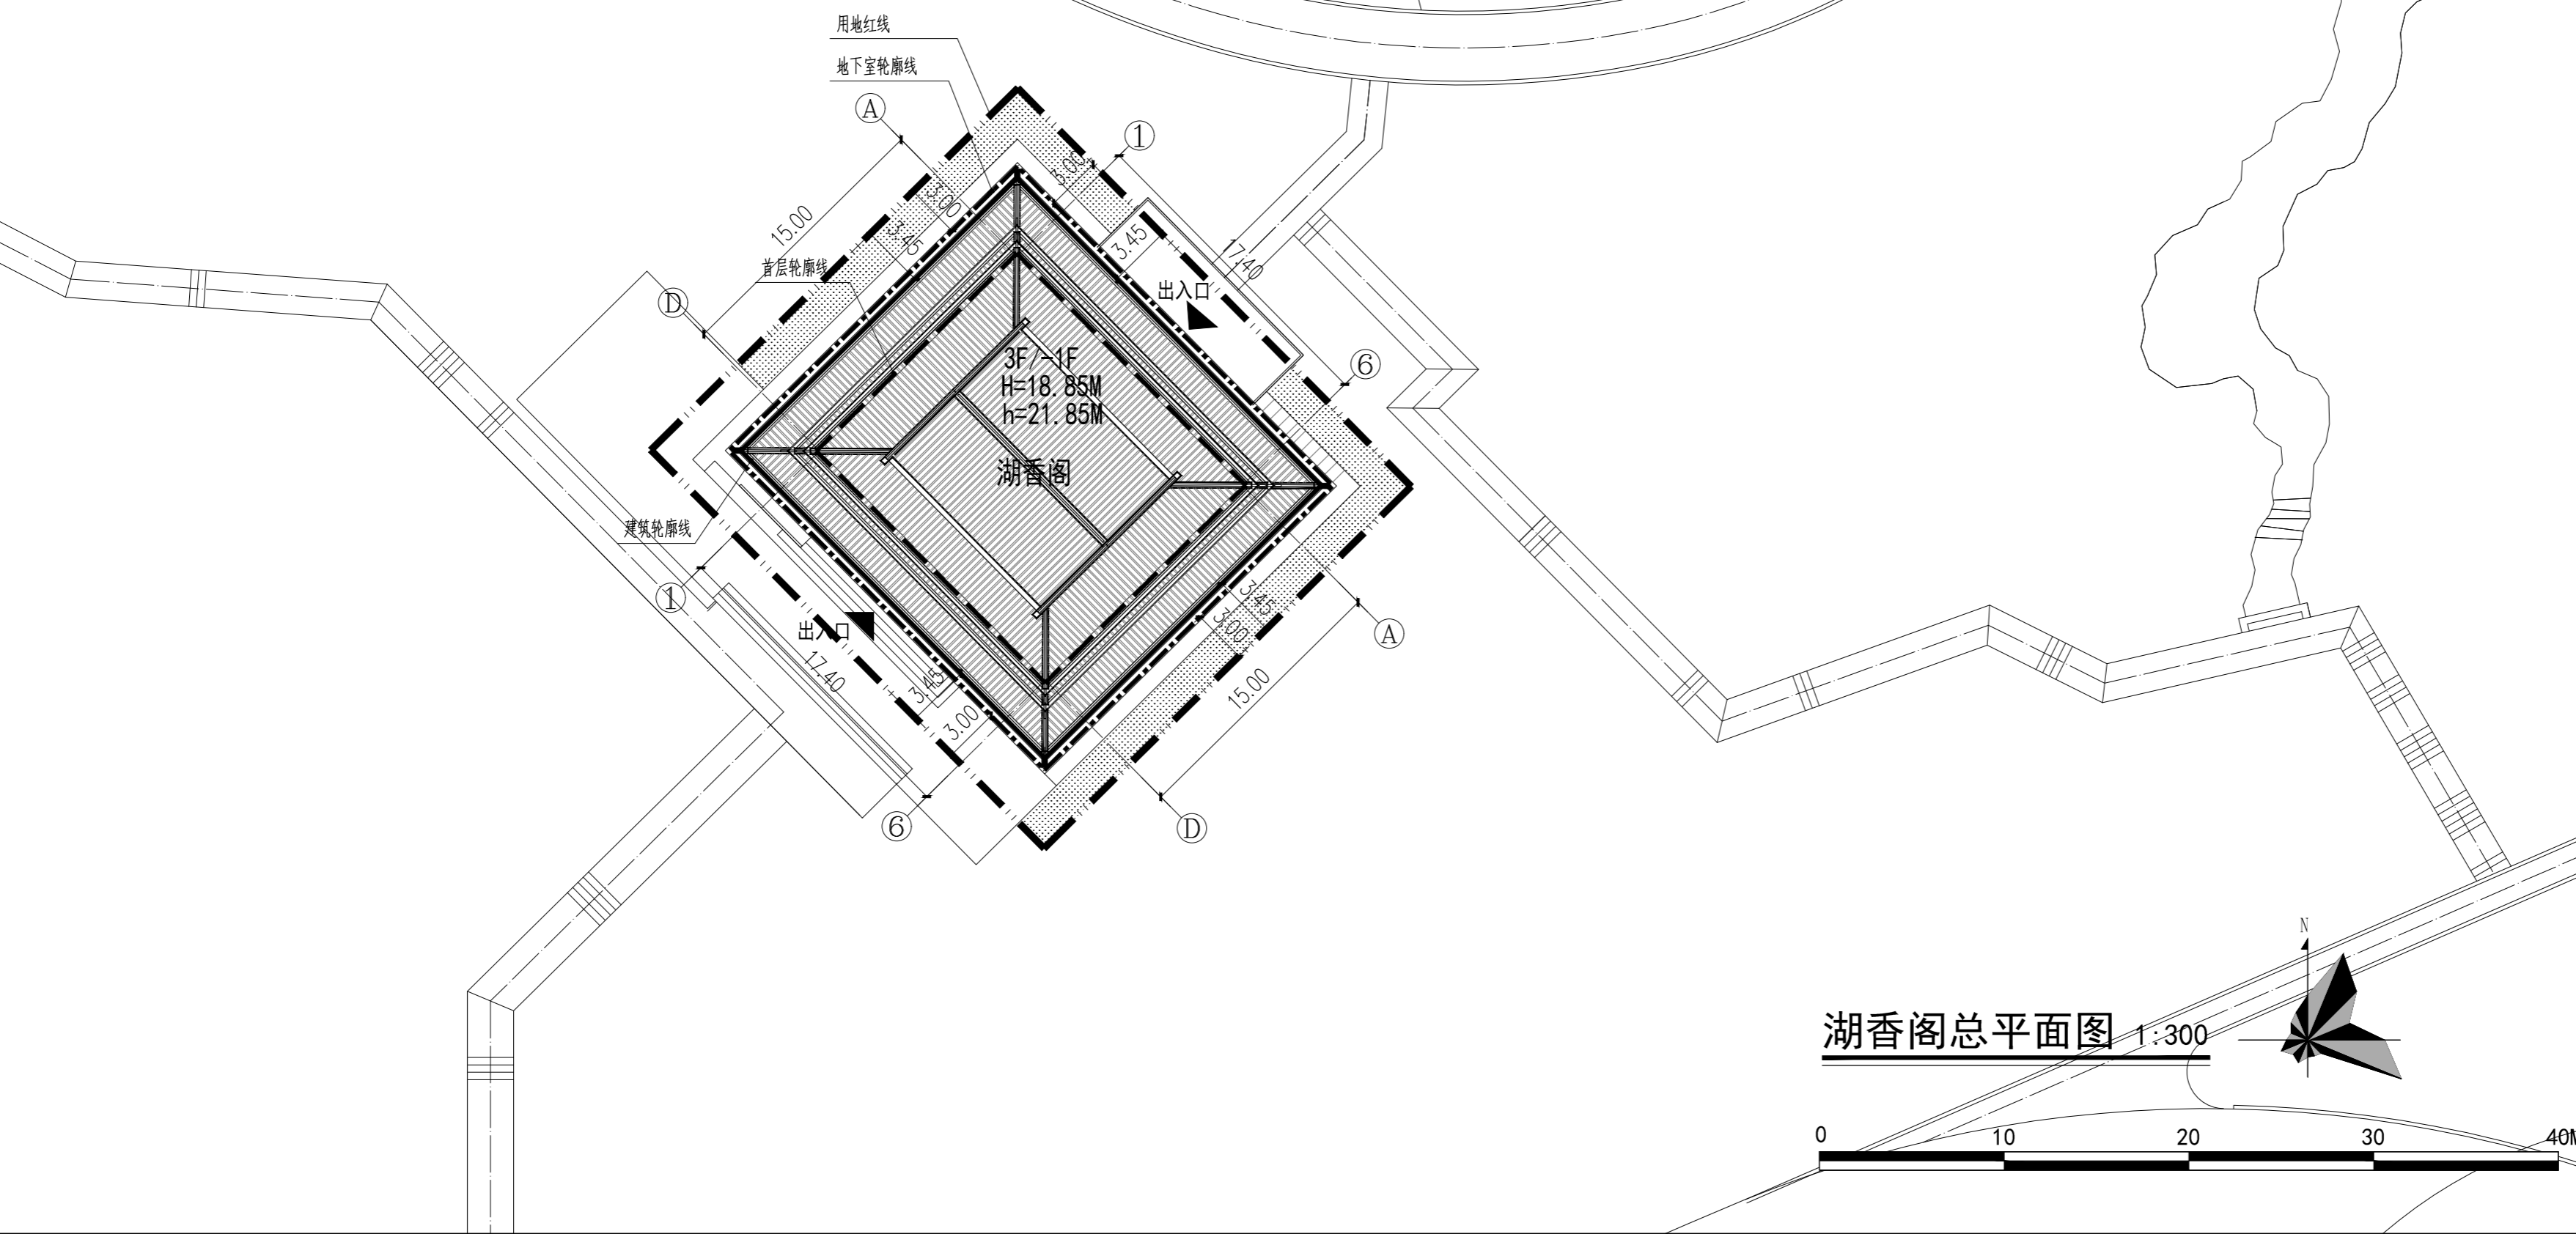 用地红线
地下室轮廓线
Ⓐ
①
3.00
3.00
15.00
3.45
3.45
17.40
首层轮廓线
出入口
Ⓓ
3F/-1F
⑥
H=18.85M
h=21.85M
湖香阁
建筑轮廓线
①
3.45
3.00
出入口
Ⓐ
17.40
3.45
15.00
3.00
⑥
Ⓓ
N
湖香阁总平面图 1:300
0 10 20 30 40M